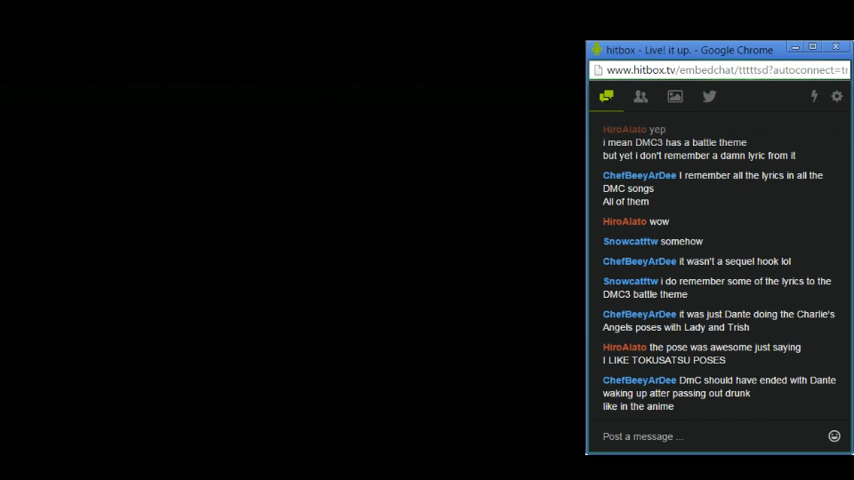 hitbox - Live! it up. - Google Chrome
www.hitbox.tv/embedchat/tttttsd?autoconnect=tr
HiroAlato yep
i mean DMC3 has a battle theme
but yet i don't remember a damn lyric from it
ChefBeeyArDee I remember all the lyrics in all the
DMC songs
All of them
HiroAlato wow
Snowcatftw somehow
ChefBeeyArDee it wasn't a sequel hook lol
Snowcatftw i do remember some of the lyrics to the
DMC3 battle theme
ChefBeeyArDee it was just Dante doing the Charlie's
Angels poses with Lady and Trish
HiroAlato the pose was awesome just saying
I LIKE TOKUSATSU POSES
ChefBeeyArDee DmC should have ended with Dante
waking up atter passing out drunk
like in the anime
Post a message ...